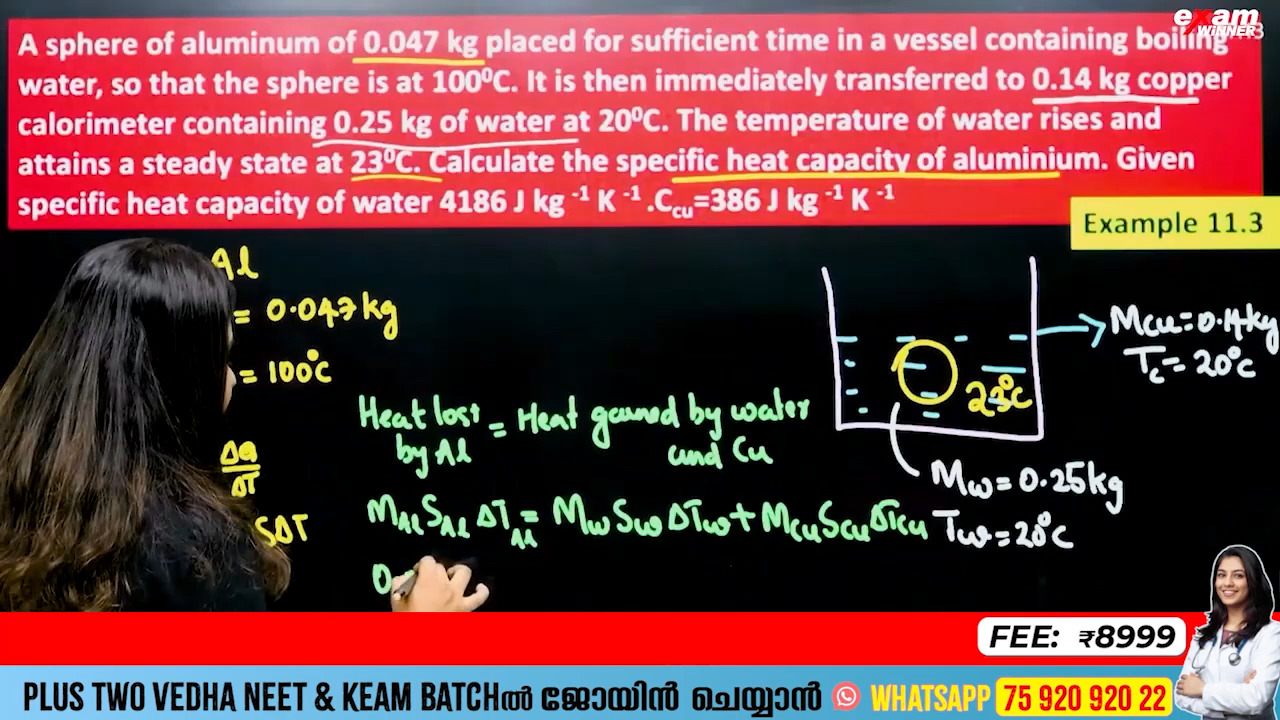 exam
WINNER
A sphere of aluminum of 0.047 kg placed for sufficient time in a vessel containing boiling
water, so that the sphere is at 100⁰C. It is then immediately transferred to 0.14 kg copper
calorimeter containing 0.25 kg of water at 20⁰C. The temperature of water rises and
attains a steady state at 23⁰C. Calculate the specific heat capacity of aluminium. Given
specific heat capacity of water 4186 J kg ⁻¹ K ⁻¹ .Ccu=386 J kg ⁻¹ K ⁻¹
Example 11.3
Al
= 0.047 kg
= 100°C
ΔQ
ΔT
SΔT
Heat lost by Al = Heat gained by water and Cu
MAl SAl ΔTAl = Mw Sw ΔTw + MCu SCu ΔTCu
0.
23°C
MCu = 0.14kg
Tc = 20°C
Mw = 0.25kg
Tw = 20°C
FEE: ₹8999
PLUS TWO VEDHA NEET & KEAM BATCHൽ ജോയിൻ ചെയ്യാൻ WHATSAPP 75 920 920 22